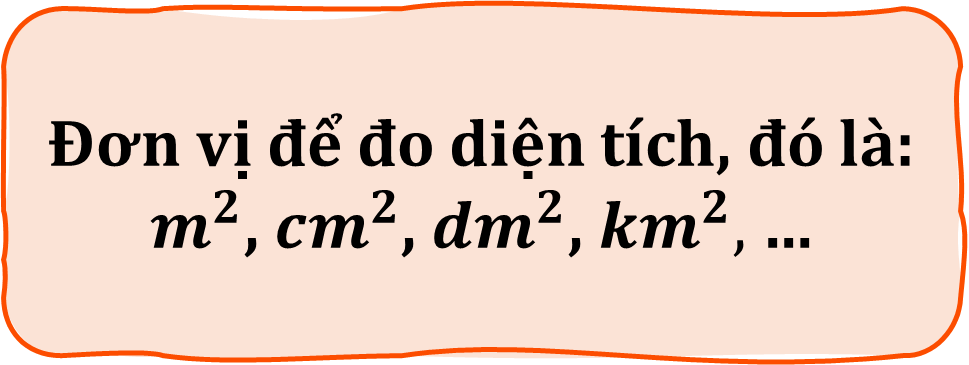 Đơn vị để đo diện tích, đó là:
m², cm², dm², km², ...